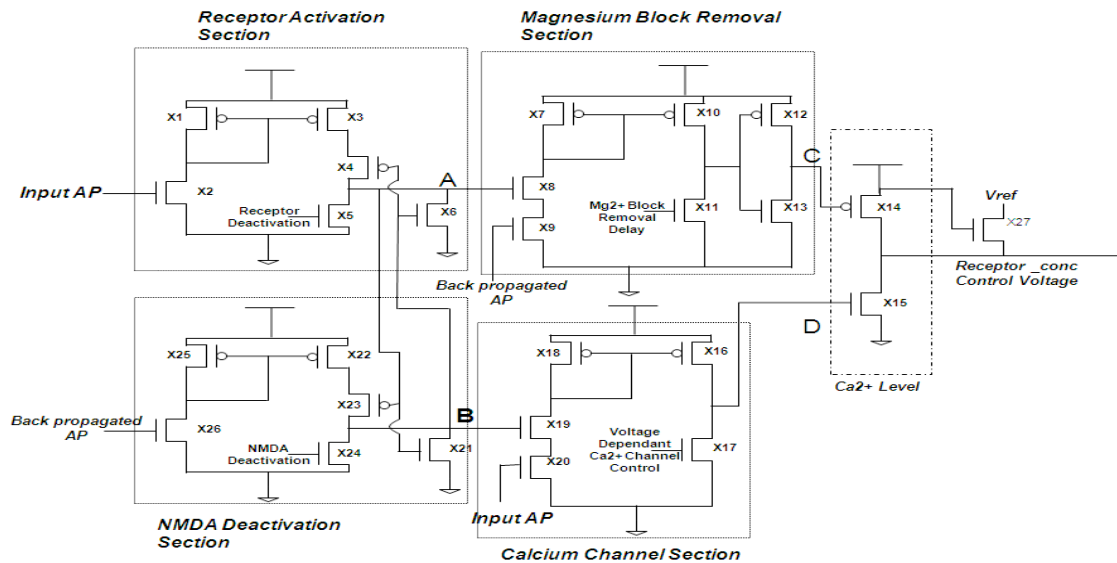 Receptor Activation
Section
Magnesium Block Removal
Section
X1
X3
X4
X2
Input AP
Receptor
Deactivation
X5
A
X6
X7
X10
X12
X8
X9
Mg2+ Block
Removal
Delay
X11
X13
Back propagated
AP
C
X14
Vref
X27
Receptor _conc
Control Voltage
X15
D
Ca2+ Level
X25
X22
X23
Back propagated
AP
X26
NMDA
Deactivation
X24
B
X21
X18
X16
X19
X20
Voltage
Dependant
Ca2+ Channel
Control
X17
Input AP
NMDA Deactivation
Section
Calcium Channel Section